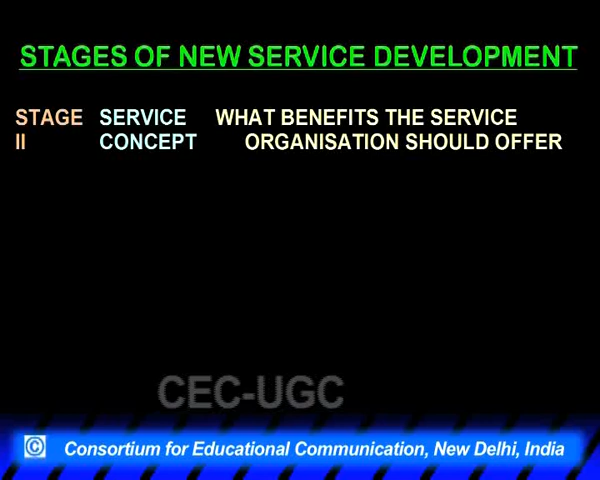 STAGES OF NEW SERVICE DEVELOPMENT
STAGE SERVICE WHAT BENEFITS THE SERVICE
II CONCEPT ORGANISATION SHOULD OFFER
CEC-UGC
© Consortium for Educational Communication, New Delhi, India